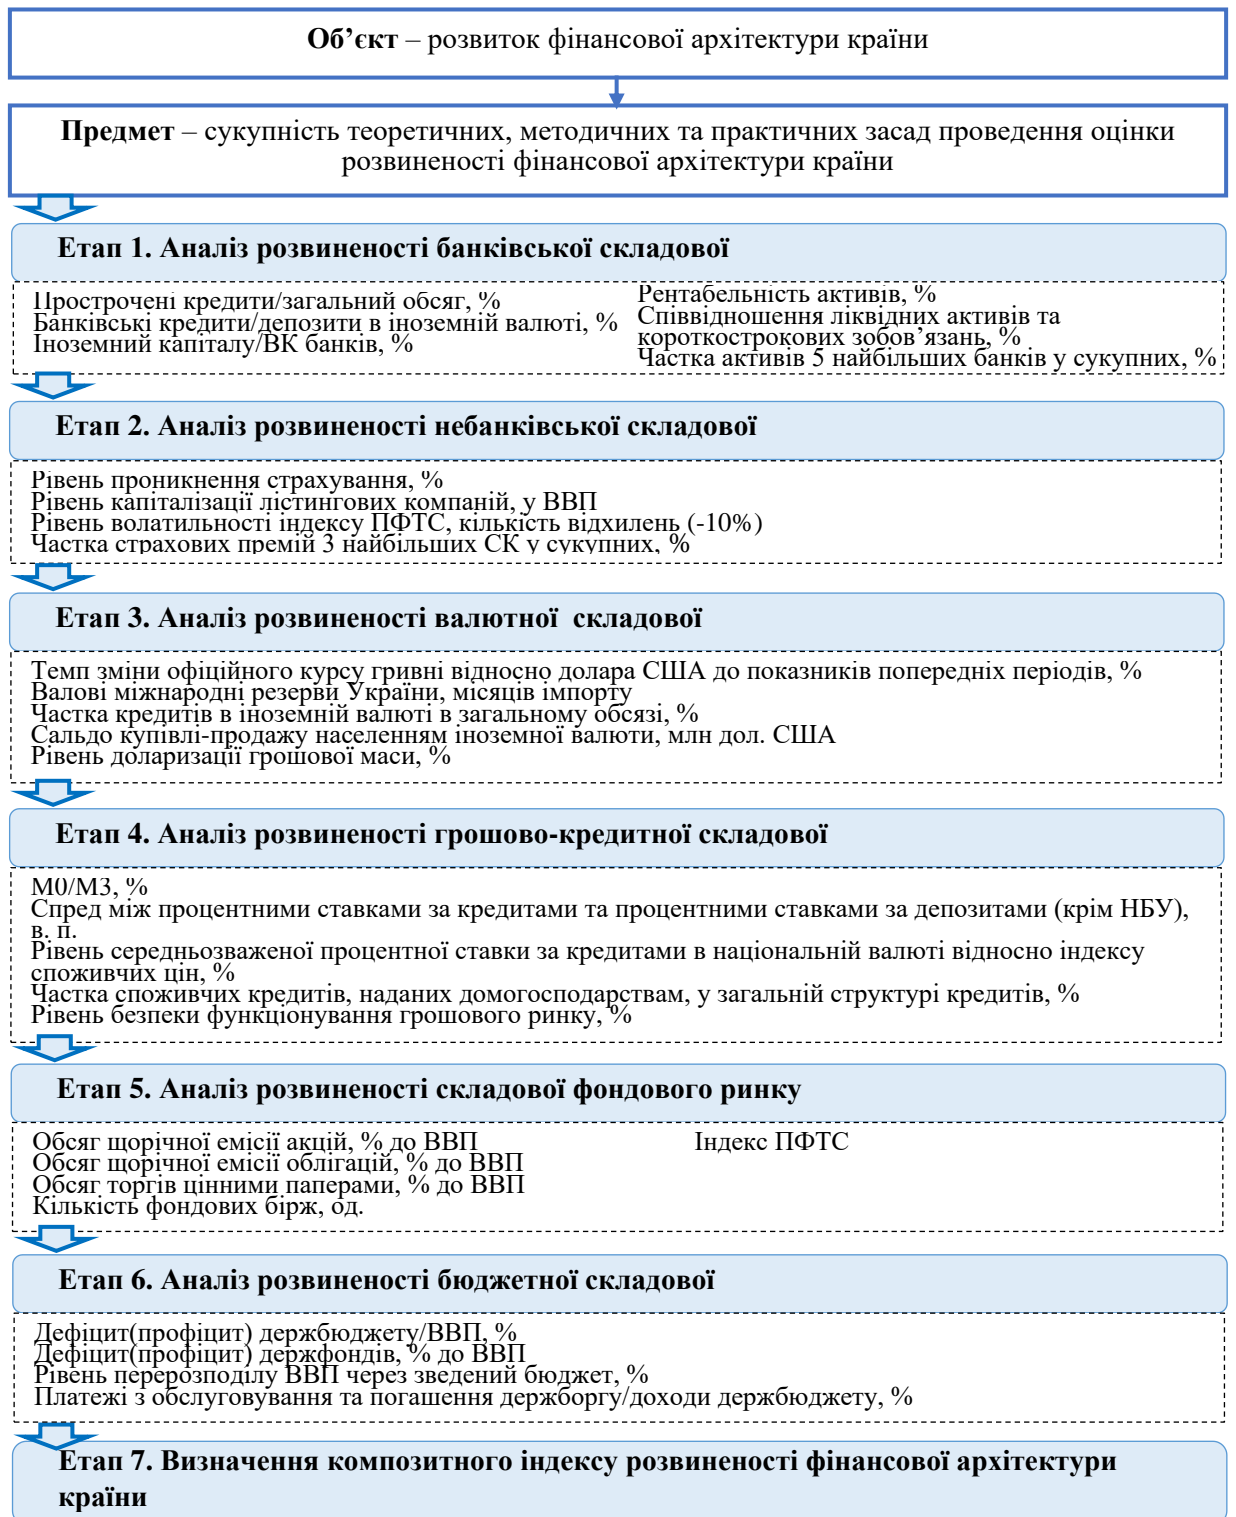 Об’єкт – розвиток фінансової архітектури країни
Предмет – сукупність теоретичних, методичних та практичних засад проведення оцінки
розвиненості фінансової архітектури країни
Етап 1. Аналіз розвиненості банківської складової
Прострочені кредити/загальний обсяг, %
Банківські кредити/депозити в іноземній валюті, %
Іноземний капіталу/ВК банків, %
Рентабельність активів, %
Співвідношення ліквідних активів та
короткострокових зобов’язань, %
Частка активів 5 найбільших банків у сукупних, %
Етап 2. Аналіз розвиненості небанківської складової
Рівень проникнення страхування, %
Рівень капіталізації лістингових компаній, у ВВП
Рівень волатильності індексу ПФТС, кількість відхилень (-10%)
Частка страхових премій 3 найбільших СК у сукупних, %
Етап 3. Аналіз розвиненості валютної складової
Темп зміни офіційного курсу гривні відносно долара США до показників попередніх періодів, %
Валові міжнародні резерви України, місяців імпорту
Частка кредитів в іноземній валюті в загальному обсязі, %
Сальдо купівлі-продажу населенням іноземної валюти, млн дол. США
Рівень доларизації грошової маси, %
Етап 4. Аналіз розвиненості грошово-кредитної складової
М0/М3, %
Спред між процентними ставками за кредитами та процентними ставками за депозитами (крім НБУ),
в. п.
Рівень середньозваженої процентної ставки за кредитами в національній валюті відносно індексу
споживчих цін, %
Частка споживчих кредитів, наданих домогосподарствам, у загальній структурі кредитів, %
Рівень безпеки функціонування грошового ринку, %
Етап 5. Аналіз розвиненості складової фондового ринку
Обсяг щорічної емісії акцій, % до ВВП
Обсяг щорічної емісії облігацій, % до ВВП
Обсяг торгів цінними паперами, % до ВВП
Кількість фондових бірж, од.
Індекс ПФТС
Етап 6. Аналіз розвиненості бюджетної складової
Дефіцит(профіцит) держбюджету/ВВП, %
Дефіцит(профіцит) держфондів, % до ВВП
Рівень перерозподілу ВВП через зведений бюджет, %
Платежі з обслуговування та погашення держборгу/доходи держбюджету, %
Етап 7. Визначення композитного індексу розвиненості фінансової архітектури
країни